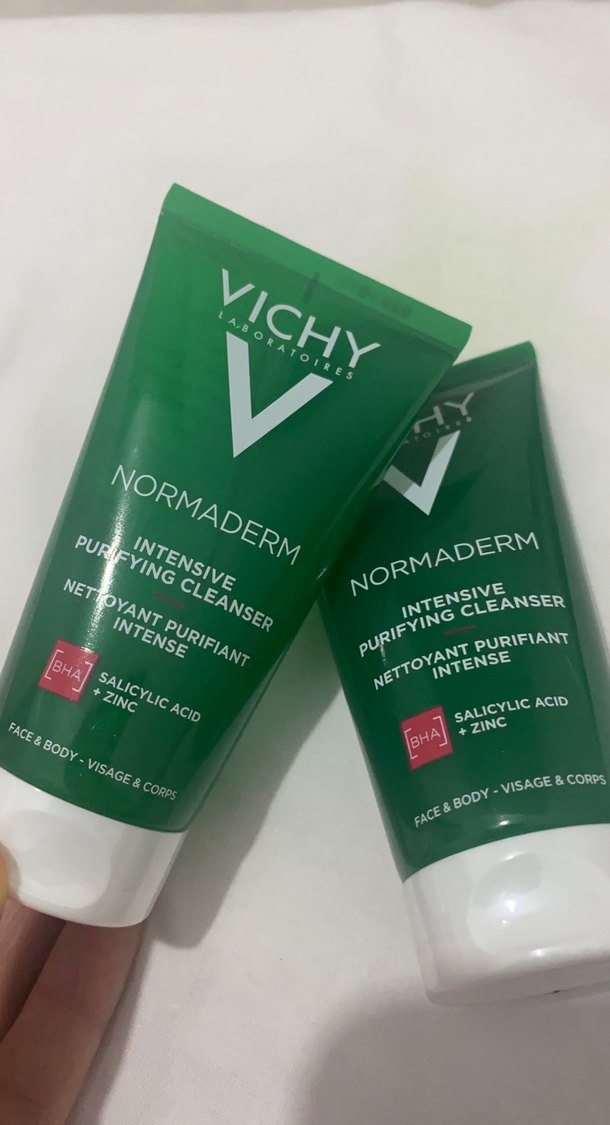 VICHY
LABORATOIRES
NORMADERM
INTENSIVE
PURIFYING CLEANSER
NETTOYANT PURIFIANT
INTENSE
[BHA]
SALICYLIC ACID
+ ZINC
FACE & BODY - VISAGE & CORPS
HY
NORMADERM
INTENSIVE
PURIFYING CLEANSER
NETTOYANT PURIFIANT
INTENSE
[BHA]
SALICYLIC ACID
+ ZINC
FACE & BODY - VISAGE & CORPS